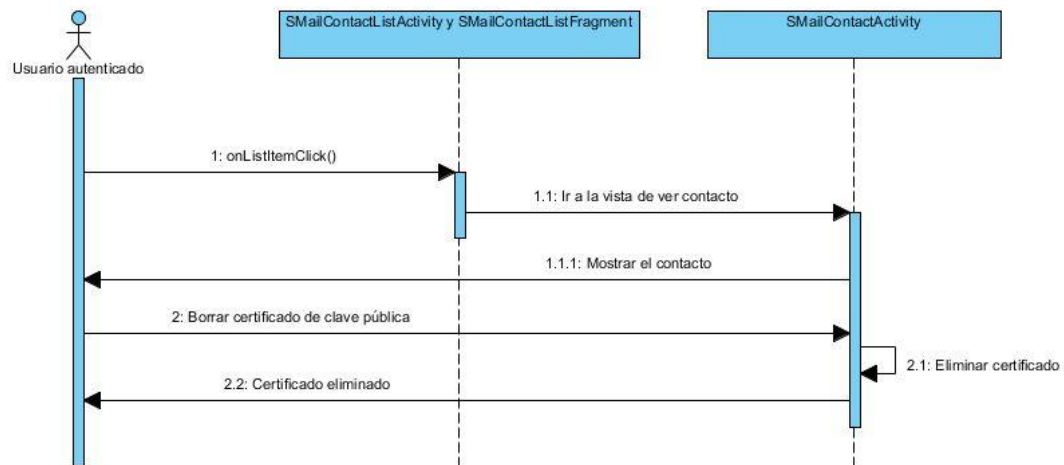 SMailContactListActivity y SMailContactListFragment
SMailContactActivity
Usuario autenticado
1: onListItemClick()
1.1: Ir a la vista de ver contacto
1.1.1: Mostrar el contacto
2: Borrar certificado de clave pública
2.1: Eliminar certificado
2.2: Certificado eliminado